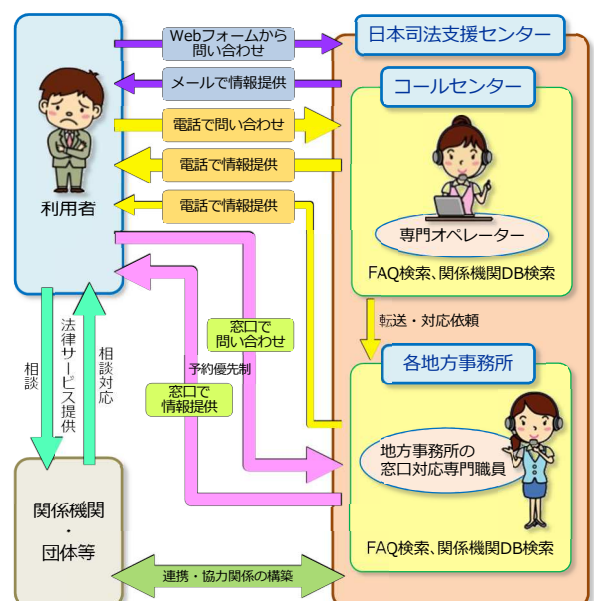 Webフォームから
問い合わせ
日本司法支援センター
メールで情報提供
コールセンター
電話で問い合わせ
電話で情報提供
電話で情報提供
利用者
専門オペレーター
FAQ検索、関係機関DB検索
転送・対応依頼
窓口で
問い合わせ
予約優先制
窓口で
情報提供
相談
法律サービス提供
相談対応
各地方事務所
地方事務所の
窓口対応専門職員
FAQ検索、関係機関DB検索
関係機関
・
団体等
連携・協力関係の構築